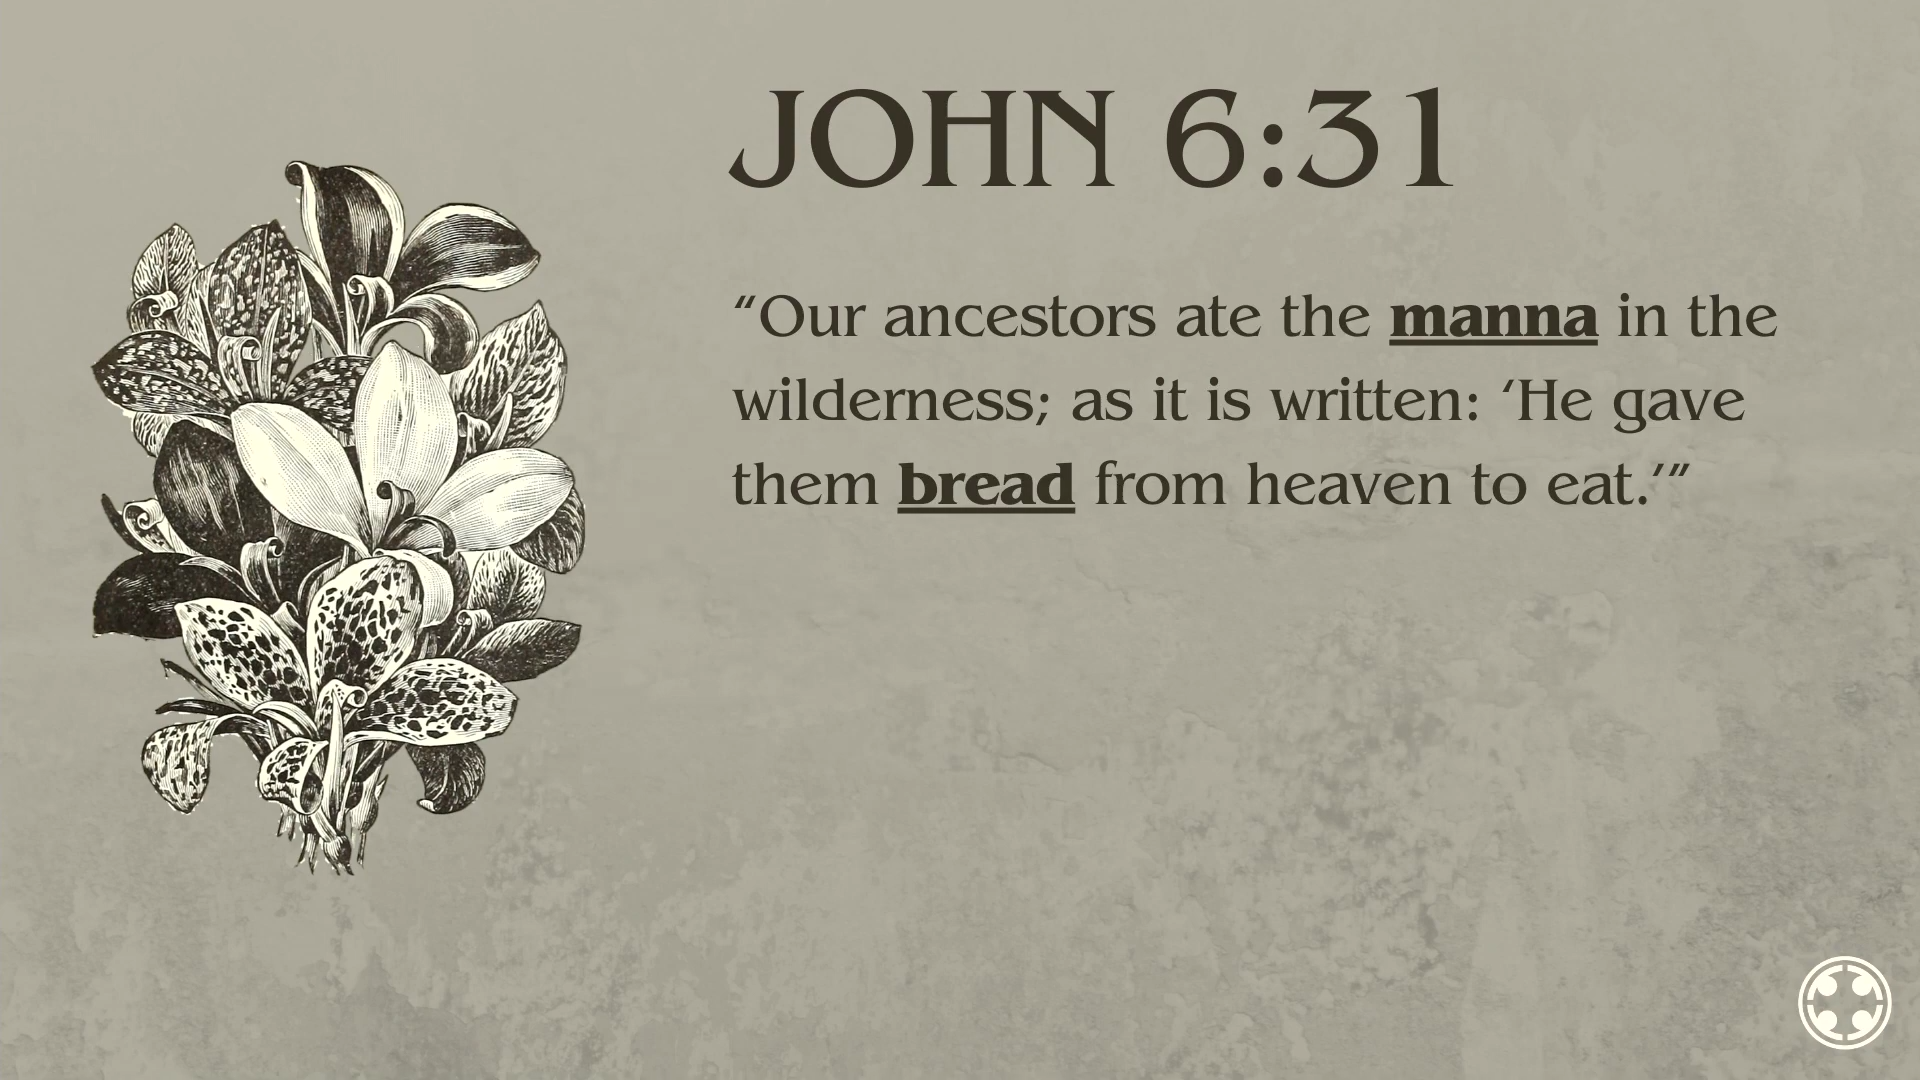 JOHN 6:31
“Our ancestors ate the manna in the
wilderness; as it is written: ‘He gave
them bread from heaven to eat.’”